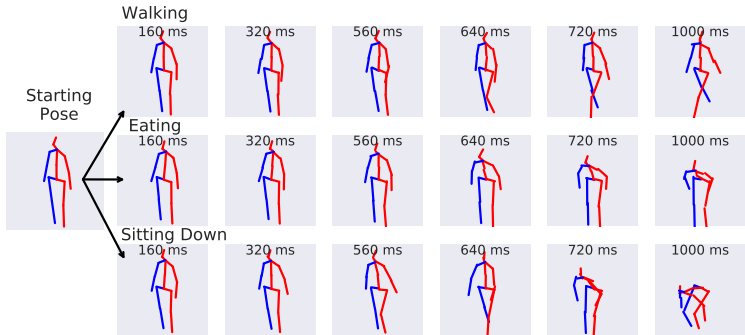 Walking
160 ms 320 ms 560 ms 640 ms 720 ms 1000 ms
Starting
Pose
Eating
160 ms 320 ms 560 ms 640 ms 720 ms 1000 ms
Sitting Down
160 ms 320 ms 560 ms 640 ms 720 ms 1000 ms